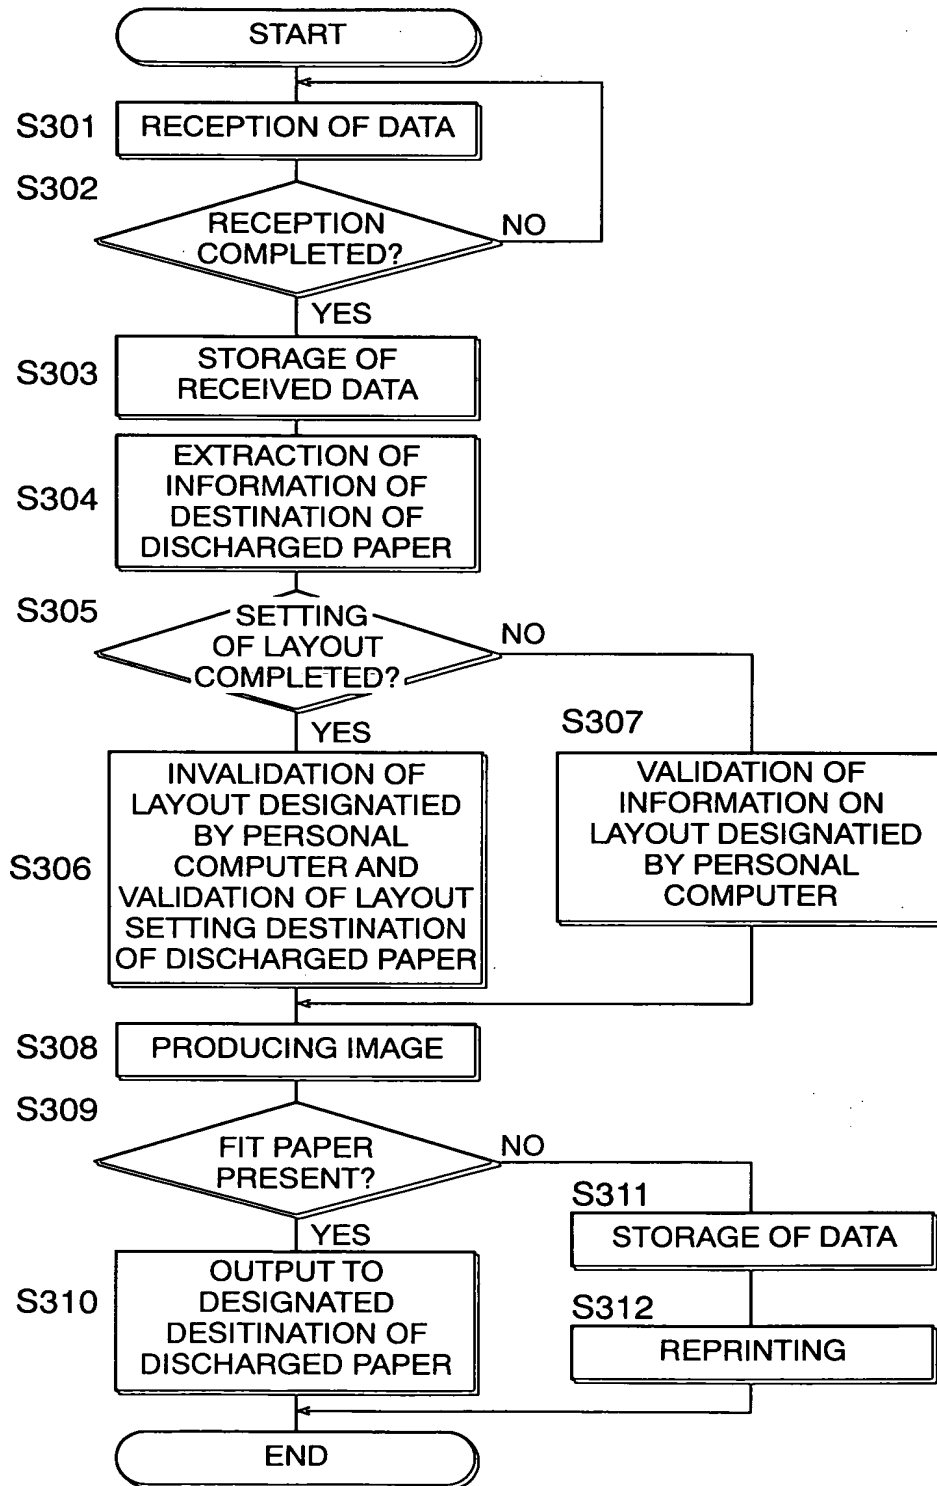 START
S301
RECEPTION OF DATA
S302
RECEPTION
COMPLETED?
NO
YES
S303
STORAGE OF
RECEIVED DATA
S304
EXTRACTION OF
INFORMATION OF
DESTINATION OF
DISCHARGED PAPER
S305
SETTING
OF LAYOUT
COMPLETED?
NO
YES
S306
INVALIDATION OF
LAYOUT DESIGNATIED
BY PERSONAL
COMPUTER AND
VALIDATION OF LAYOUT
SETTING DESTINATION
OF DISCHARGED PAPER
S307
VALIDATION OF
INFORMATION ON
LAYOUT DESIGNATIED
BY PERSONAL
COMPUTER
S308
PRODUCING IMAGE
S309
FIT PAPER
PRESENT?
NO
YES
S310
OUTPUT TO
DESIGNATED
DESITINATION OF
DISCHARGED PAPER
S311
STORAGE OF DATA
S312
REPRINTING
END